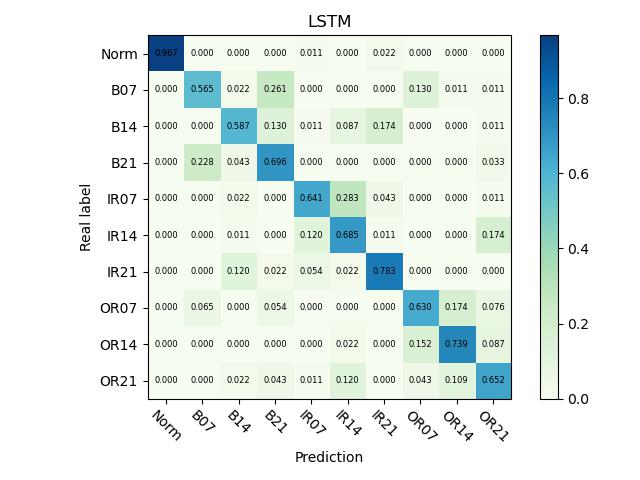 LSTM
Norm 0.967 0.000 0.000 0.000 0.011 0.000 0.022 0.000 0.000 0.000
B07 0.000 0.565 0.022 0.261 0.000 0.000 0.000 0.130 0.011 0.011
B14 0.000 0.000 0.587 0.130 0.011 0.087 0.174 0.000 0.000 0.011
B21 0.000 0.228 0.043 0.696 0.000 0.000 0.000 0.000 0.000 0.033
IR07 0.000 0.000 0.022 0.000 0.641 0.283 0.043 0.000 0.000 0.011
IR14 0.000 0.000 0.011 0.000 0.120 0.685 0.011 0.000 0.000 0.174
IR21 0.000 0.000 0.120 0.022 0.054 0.022 0.783 0.000 0.000 0.000
OR07 0.000 0.065 0.000 0.054 0.000 0.000 0.000 0.630 0.174 0.076
OR14 0.000 0.000 0.000 0.000 0.000 0.022 0.000 0.152 0.739 0.087
OR21 0.000 0.000 0.022 0.043 0.011 0.120 0.000 0.043 0.109 0.652
Norm B07 B14 B21 IR07 IR14 IR21 OR07 OR14 OR21
Prediction
Real label
0.8
0.6
0.4
0.2
0.0